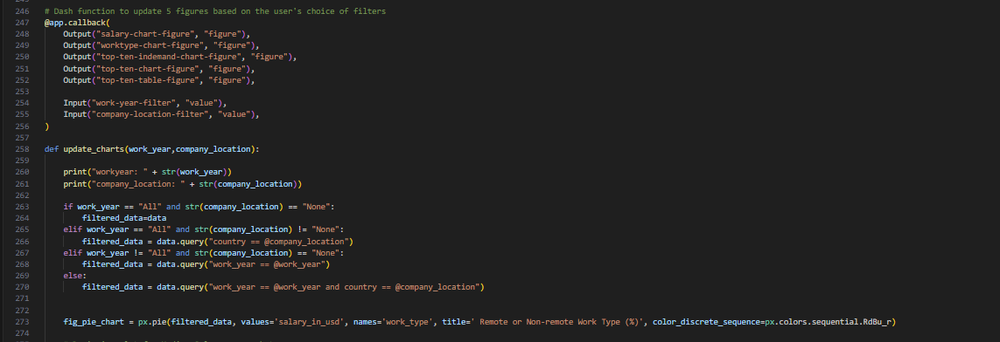 246 # Dash function to update 5 figures based on the user's choice of filters
247 @app.callback(
248 Output("salary-chart-figure", "figure"),
249 Output("worktype-chart-figure", "figure"),
250 Output("top-ten-indemand-chart-figure", "figure"),
251 Output("top-ten-chart-figure", "figure"),
252 Output("top-ten-table-figure", "figure"),
253
254 Input("work-year-filter", "value"),
255 Input("company-location-filter", "value"),
256 )
257
258 def update_charts(work_year,company_location):
259
260 print("workyear: " + str(work_year))
261 print("company_location: " + str(company_location))
262
263 if work_year == "All" and str(company_location) == "None":
264 filtered_data=data
265 elif work_year == "All" and str(company_location) != "None":
266 filtered_data = data.query("country == @company_location")
267 elif work_year != "All" and str(company_location) == "None":
268 filtered_data = data.query("work_year == @work_year")
269 else:
270 filtered_data = data.query("work_year == @work_year and country == @company_location")
271
272
273 fig_pie_chart = px.pie(filtered_data, values='salary_in_usd', names='work_type', title=' Remote or Non-remote Work Type (%)', color_discrete_sequence=px.colors.sequential.RdBu_r)
274